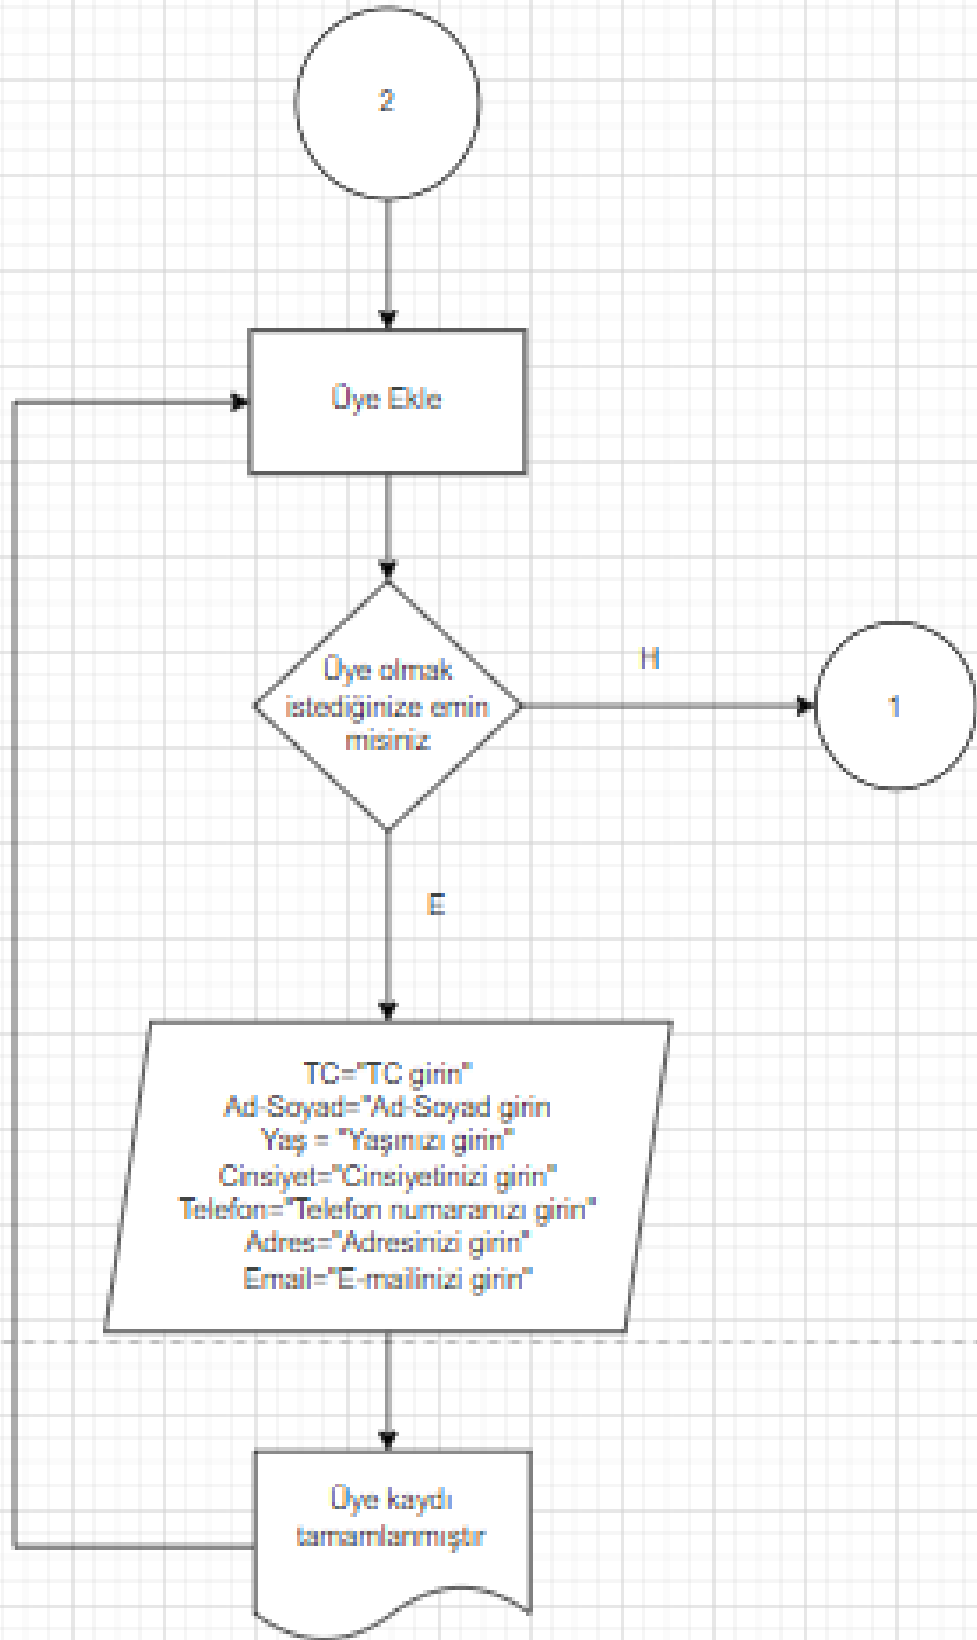 2
Üye Ekle
Üye olmak
istediğinize emin
misiniz
H
1
E
TC="TC girin"
Ad-Soyad="Ad-Soyad girin
Yaş = "Yaşınızı girin"
Cinsiyet="Cinsiyetinizi girin"
Telefon="Telefon numaranızı girin"
Adres="Adresinizi girin"
Email="E-mailinizi girin"
Üye kaydı
tamamlanmıştır